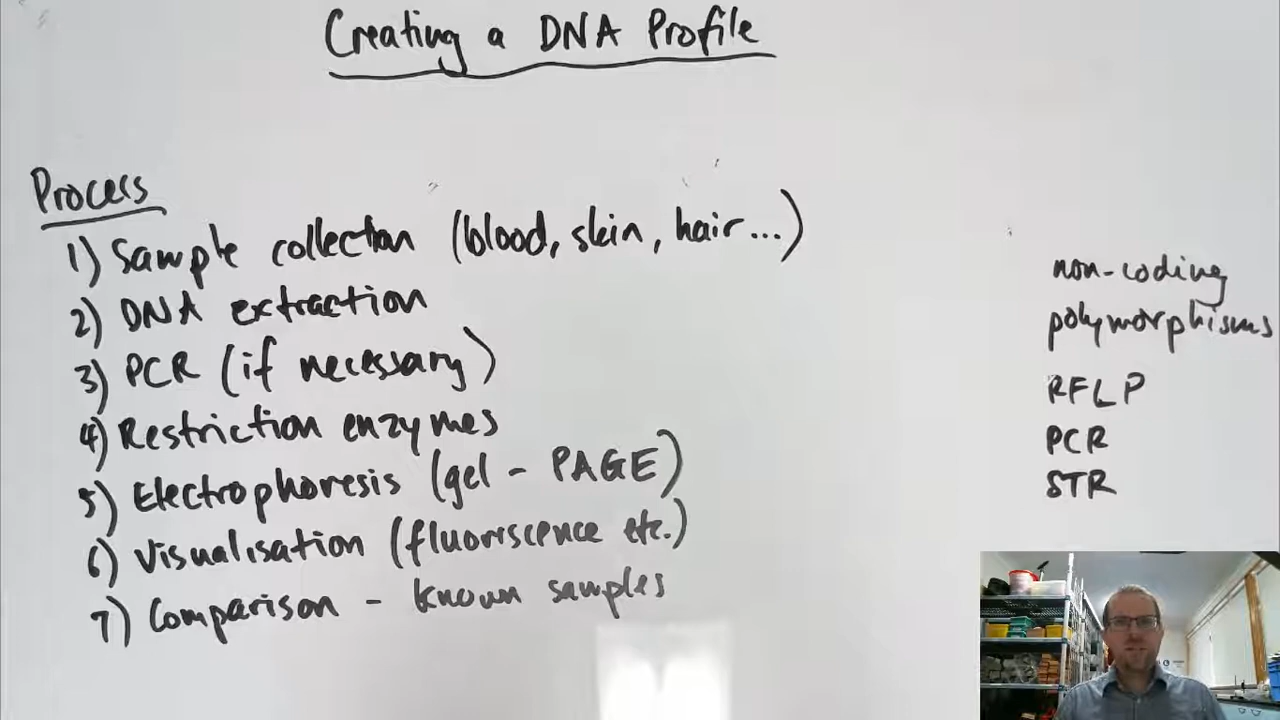 Creating a DNA Profile
Process
1) Sample collection (blood, skin, hair...)
2) DNA extraction
3) PCR (if necessary)
4) Restriction enzymes
5) Electrophoresis (gel - PAGE)
6) Visualisation (fluoriscence etc.)
7) Comparison - known samples
non-coding
polymorphisms
RFLP
PCR
STR